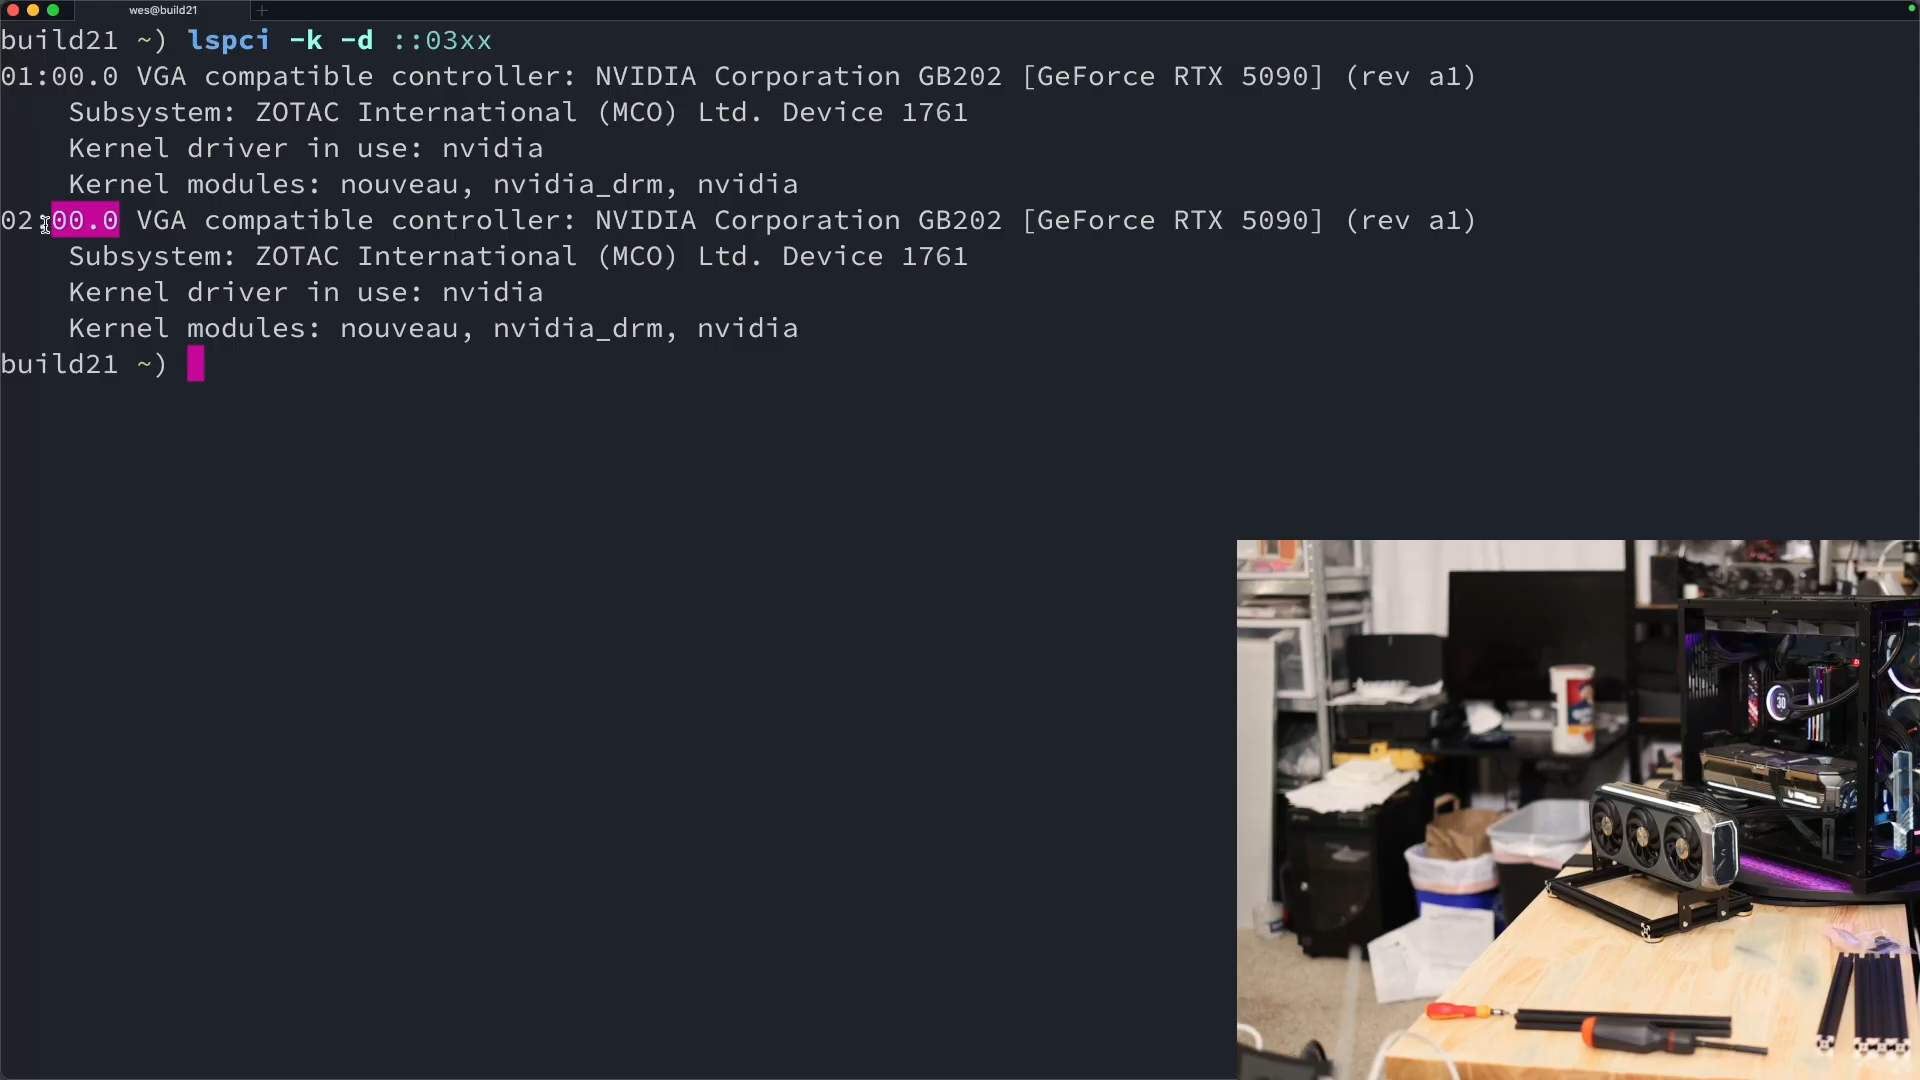 wes@build21
build21 ~) lspci -k -d ::03xx
01:00.0 VGA compatible controller: NVIDIA Corporation GB202 [GeForce RTX 5090] (rev a1)
Subsystem: ZOTAC International (MCO) Ltd. Device 1761
Kernel driver in use: nvidia
Kernel modules: nouveau, nvidia_drm, nvidia
02:00.0 VGA compatible controller: NVIDIA Corporation GB202 [GeForce RTX 5090] (rev a1)
Subsystem: ZOTAC International (MCO) Ltd. Device 1761
Kernel driver in use: nvidia
Kernel modules: nouveau, nvidia_drm, nvidia
build21 ~)
30